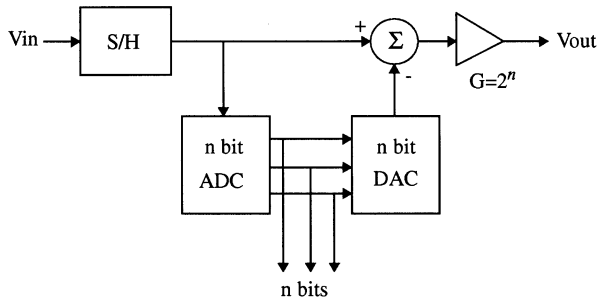 Vin
S/H
+
Σ
-
Vout
G=2ⁿ
n bit
ADC
n bit
DAC
n bits